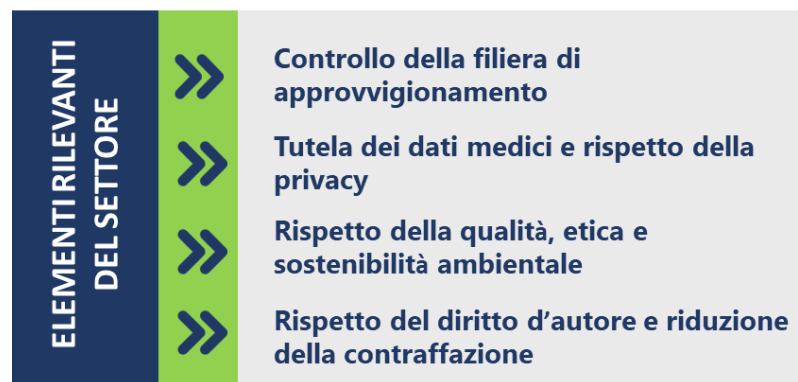 ELEMENTI RILEVANTI
DEL SETTORE
Controllo della filiera di
approvvigionamento
Tutela dei dati medici e rispetto della
privacy
Rispetto della qualità, etica e
sostenibilità ambientale
Rispetto del diritto d'autore e riduzione
della contraffazione